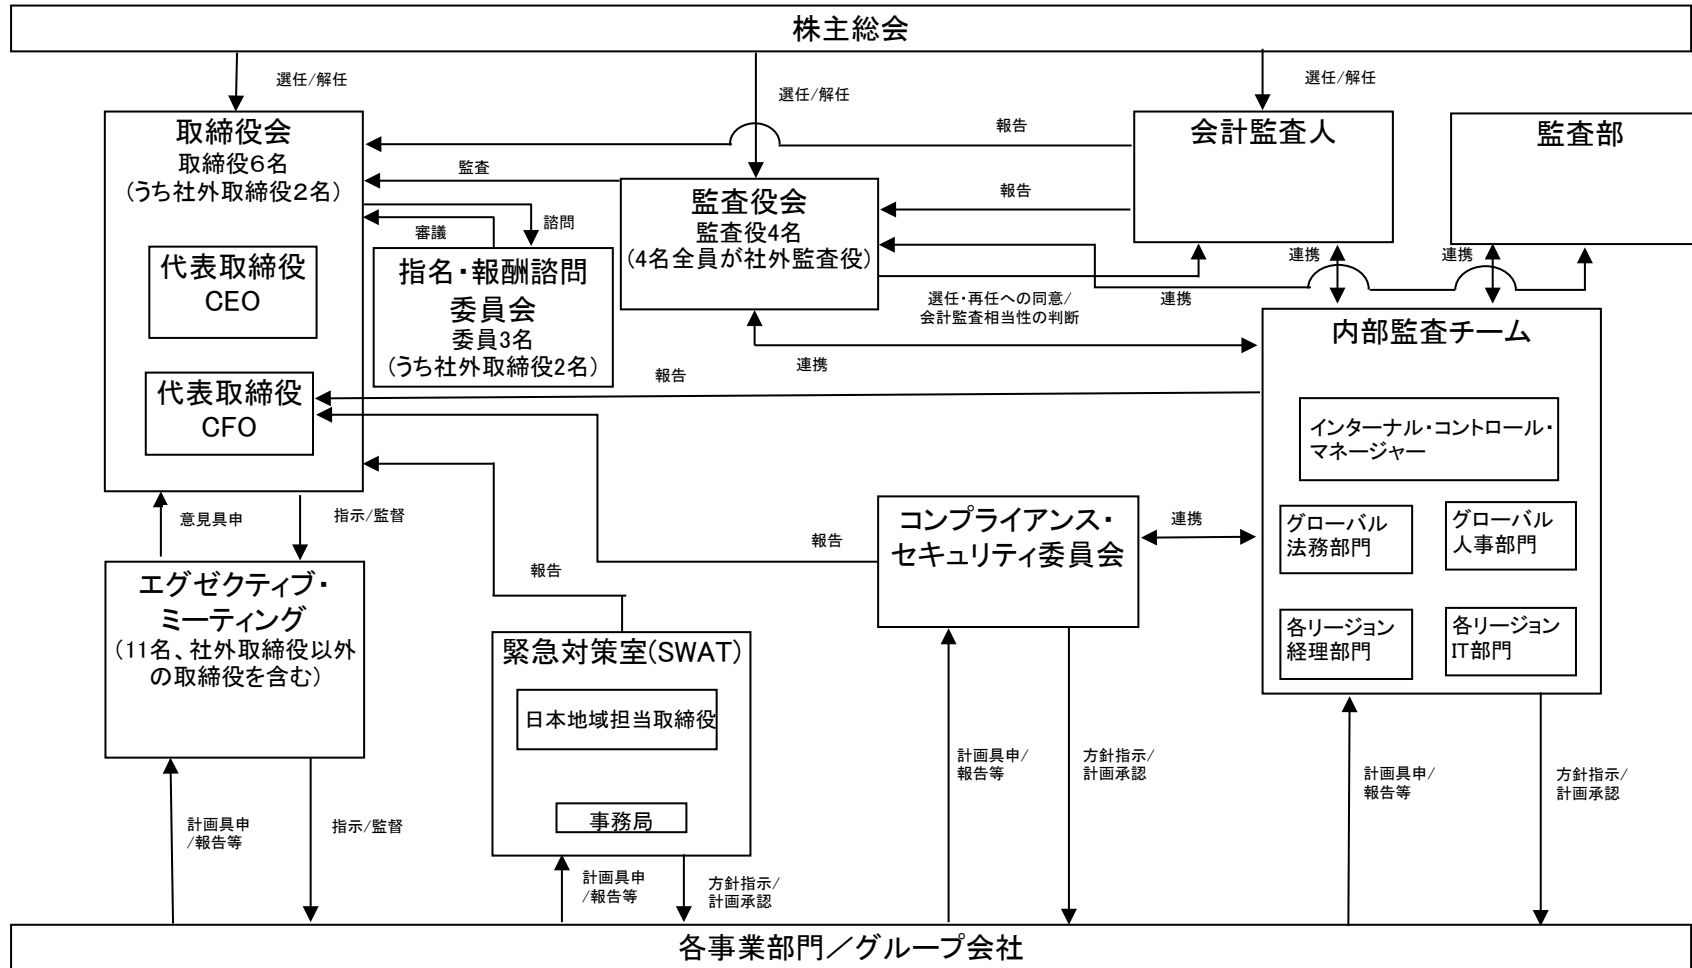 株主総会
選任/解任
選任/解任
選任/解任
取締役会
取締役6名
(うち社外取締役2名)
代表取締役
CEO
代表取締役
CFO
報告
監査
諮問
審議
指名・報酬諮問
委員会
委員3名
(うち社外取締役2名)
監査役会
監査役4名
(4名全員が社外監査役)
報告
会計監査人
監査部
連携
連携
連携
選任・再任への同意/
会計監査相当性の判断
連携
報告
内部監査チーム
インターナル・コントロール・
マネージャー
グローバル
法務部門
グローバル
人事部門
各リージョン
経理部門
各リージョン
IT部門
意見具申
指示/監督
報告
報告
コンプライアンス・
セキュリティ委員会
連携
エグゼクティブ・
ミーティング
(11名、社外取締役以外
の取締役を含む)
緊急対策室(SWAT)
日本地域担当取締役
事務局
計画具申
/報告等
指示/監督
計画具申
/報告等
方針指示/
計画承認
計画具申/
報告等
方針指示/
計画承認
計画具申/
報告等
方針指示/
計画承認
各事業部門/グループ会社